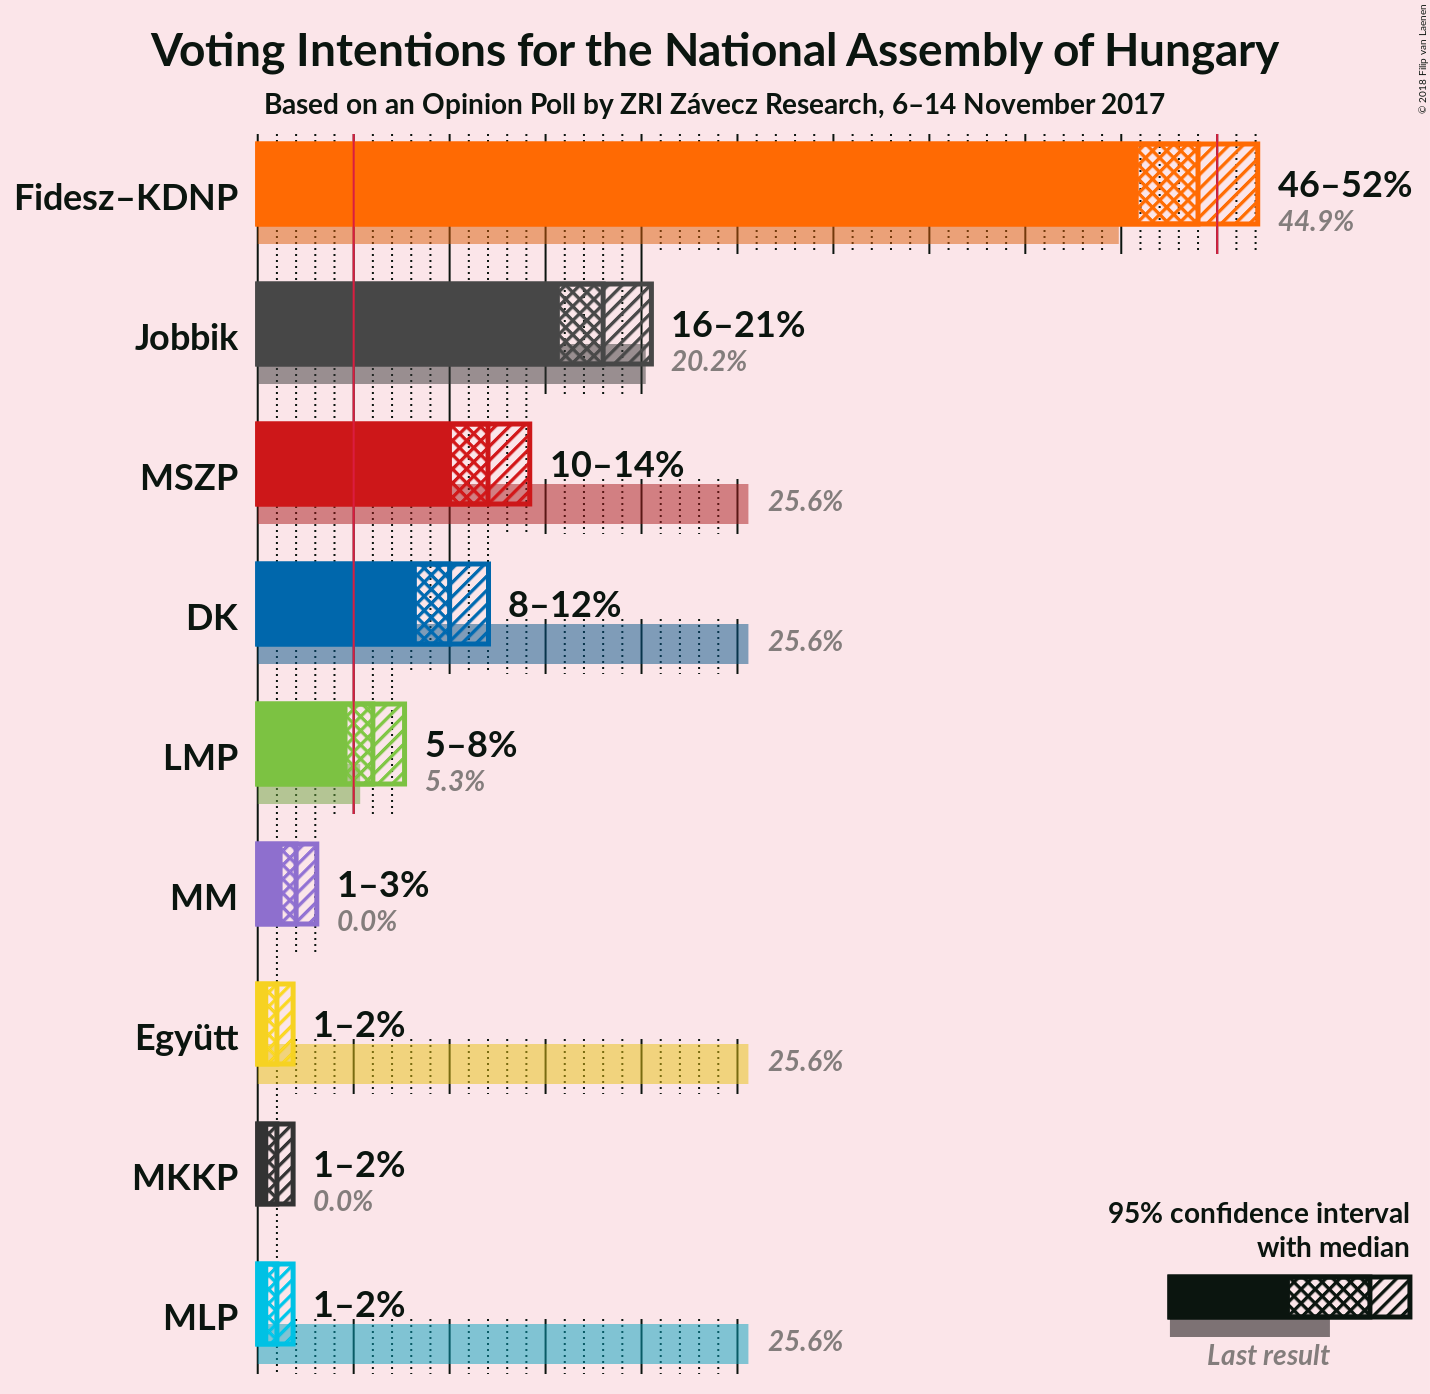 Voting Intentions for the National Assembly of Hungary
Based on an Opinion Poll by ZRI Závecz Research, 6–14 November 2017
© 2018 Filip van Laenen
Fidesz–KDNP
46–52%
44.9%
Jobbik
16–21%
20.2%
MSZP
10–14%
25.6%
DK
8–12%
25.6%
LMP
5–8%
5.3%
MM
1–3%
0.0%
Együtt
1–2%
25.6%
MKKP
1–2%
0.0%
MLP
1–2%
25.6%
95% confidence interval
with median
Last result